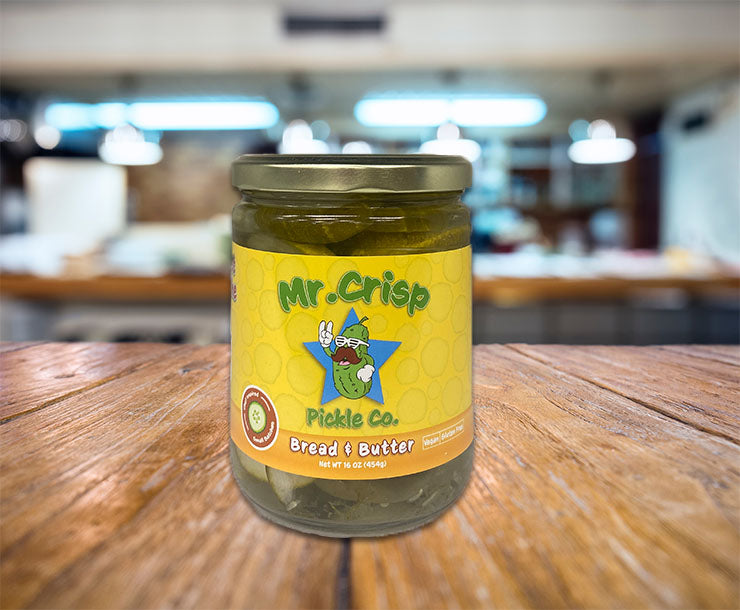 Mr.Crisp
Pickle Co.
Bread & Butter
Net WT 16 OZ (454g)
Vegan Gluten Free